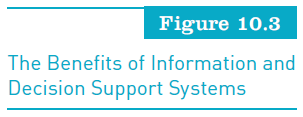 Figure 10.3
The Benefits of Information and
Decision Support Systems